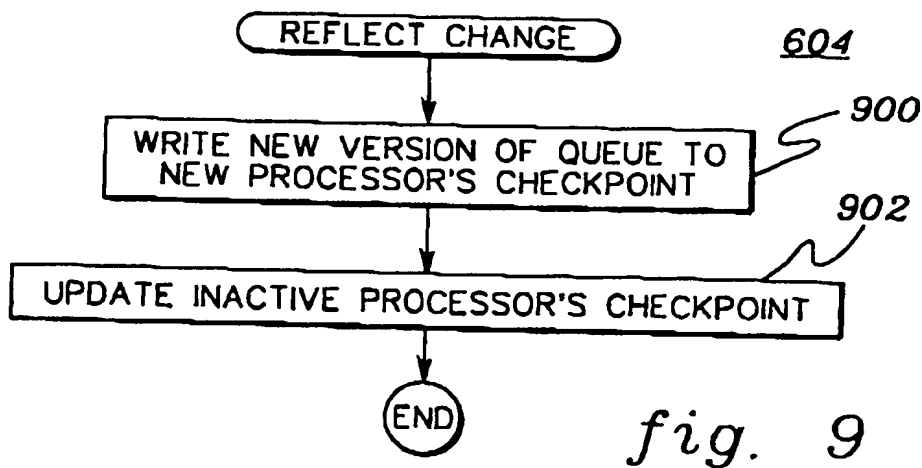 REFLECT CHANGE
604
900
WRITE NEW VERSION OF QUEUE TO
NEW PROCESSOR'S CHECKPOINT
902
UPDATE INACTIVE PROCESSOR'S CHECKPOINT
END
fig. 9